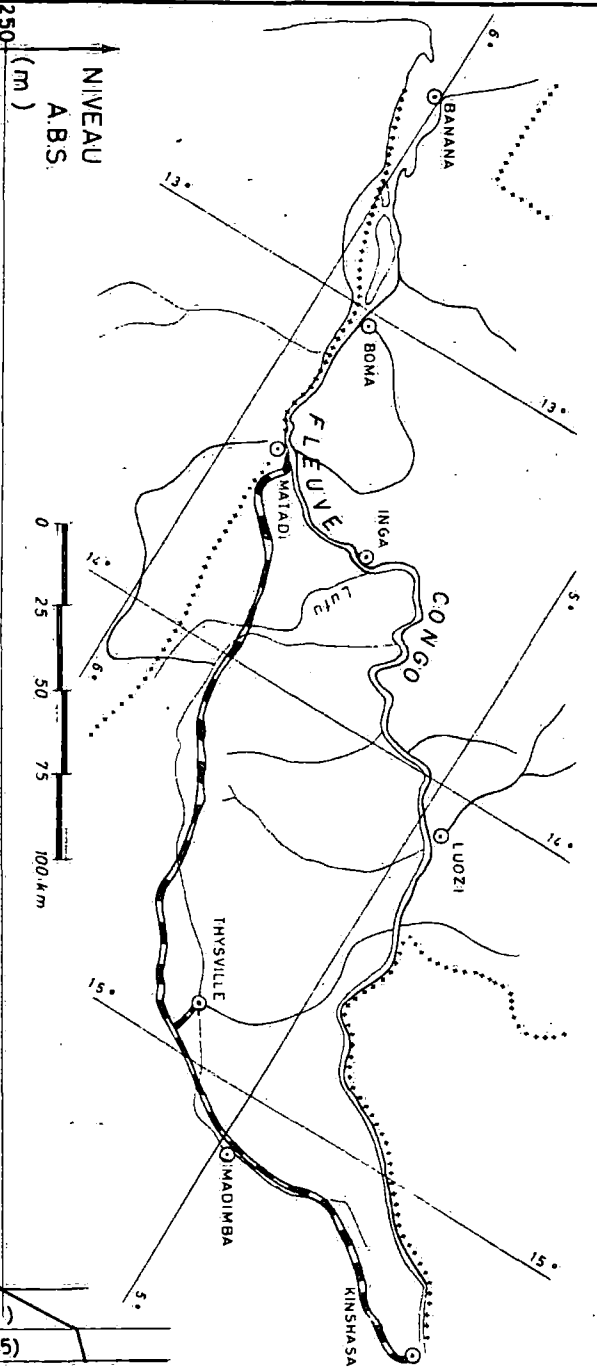 6°
BANANA
13°
BOMA
13°
FLEUVE
MATADI
INGA
CONGO
Lufu
5°
14°
6°
LUOZI
14°
THYSVILLE
15°
MADIMBA
15°
5°
KINSHASA
0 25 50 75 100 km
NIVEAU
A.B.S.
(m)
250
)
5)